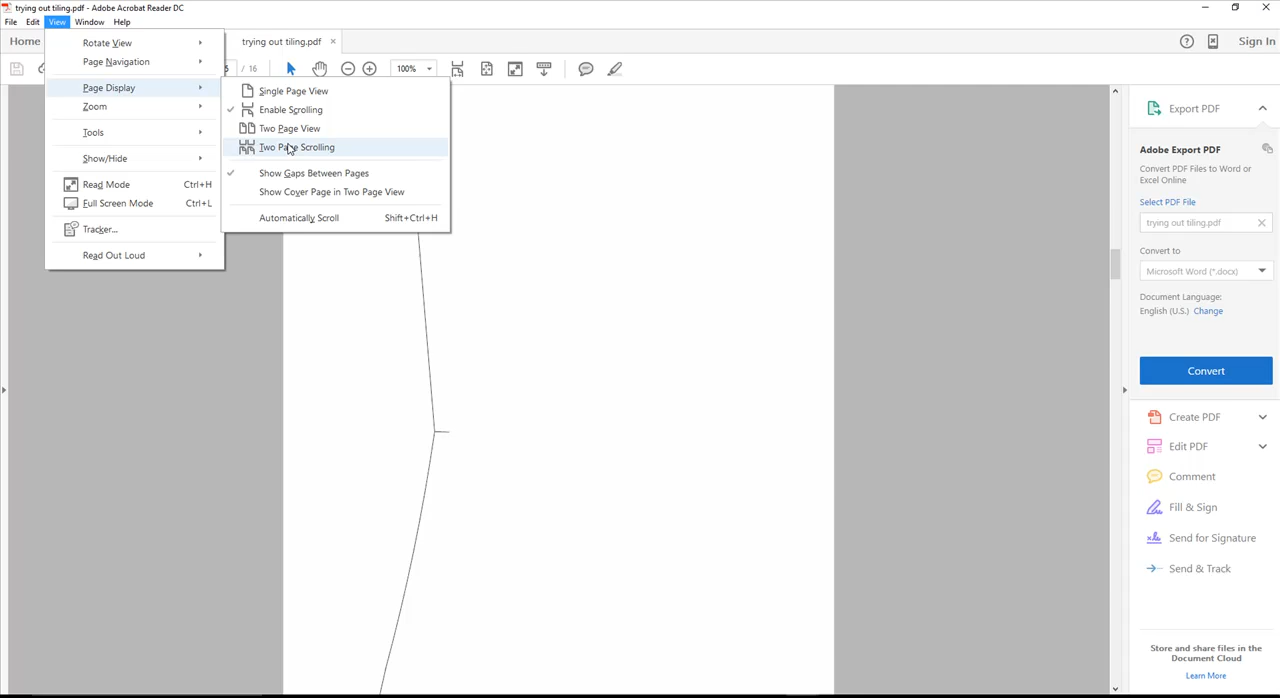 trying out tiling.pdf - Adobe Acrobat Reader DC
File Edit View Window Help
Home
trying out tiling.pdf ×
Sign In
/ 16
100%
Rotate View
Page Navigation
Page Display
Zoom
Tools
Show/Hide
Read Mode Ctrl+H
Full Screen Mode Ctrl+L
Tracker...
Read Out Loud
Single Page View
Enable Scrolling
Two Page View
Two Page Scrolling
Show Gaps Between Pages
Show Cover Page in Two Page View
Automatically Scroll Shift+Ctrl+H
Export PDF
Adobe Export PDF
Convert PDF Files to Word or
Excel Online
Select PDF File
trying out tiling.pdf
Convert to
Microsoft Word (*.docx)
Document Language:
English (U.S.) Change
Convert
Create PDF
Edit PDF
Comment
Fill & Sign
Send for Signature
Send & Track
Store and share files in the
Document Cloud
Learn More